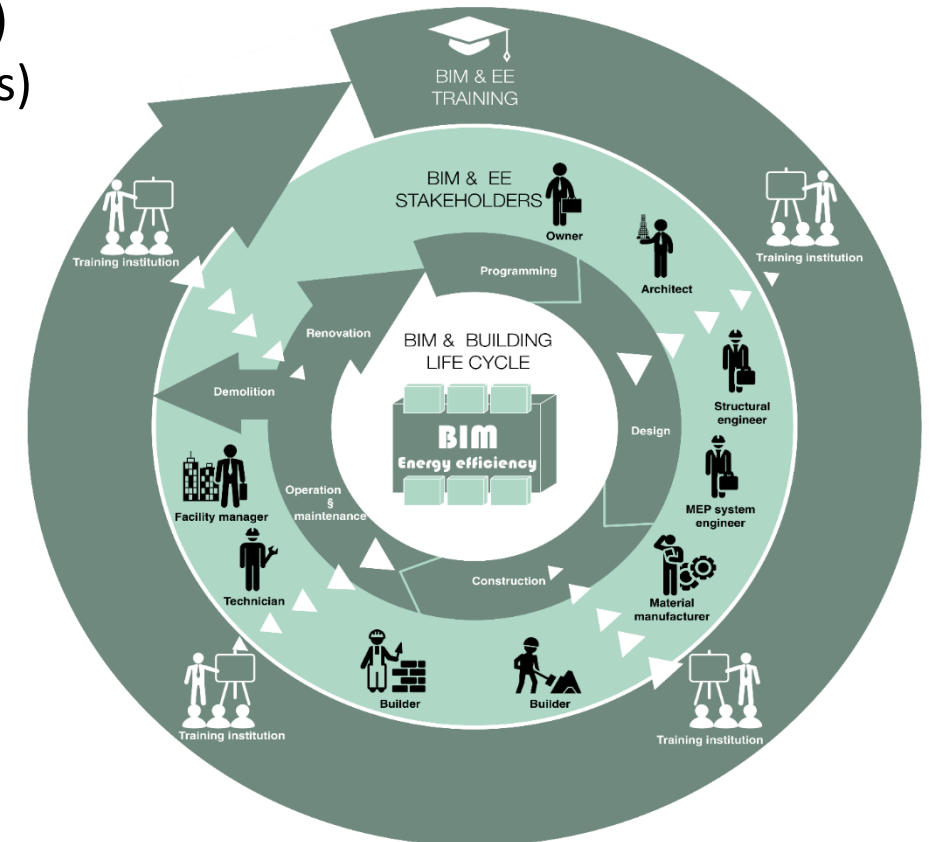 )
s)
BIM & EE
TRAINING
BIM & EE
STAKEHOLDERS
Owner
Architect
Training institution
Training institution
Programming
Renovation
BIM & BUILDING
LIFE CYCLE
Demolition
Structural
engineer
BIM
Energy efficiency
Design
Operation
§
maintenance
Facility manager
MEP system
engineer
Construction
Technician
Material
manufacturer
Builder
Builder
Training institution
Training institution